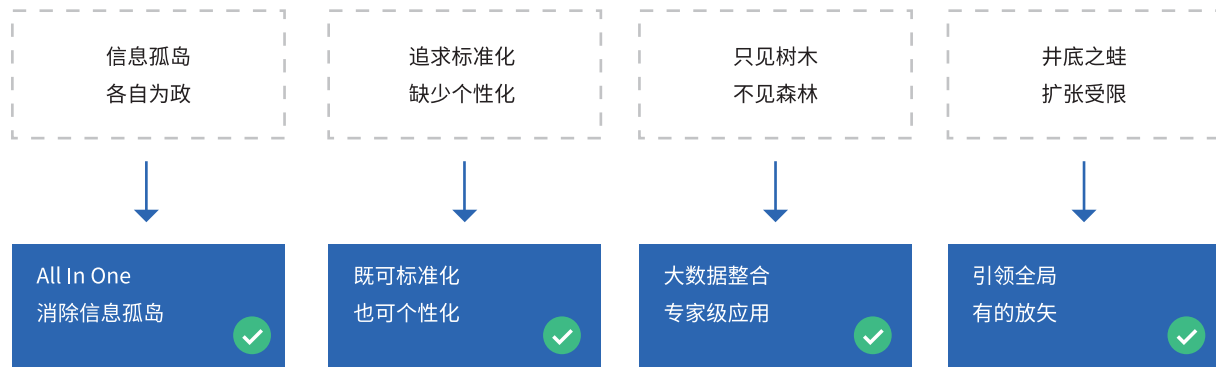 信息孤岛
各自为政
追求标准化
缺少个性化
只见树木
不见森林
井底之蛙
扩张受限
All In One
消除信息孤岛
既可标准化
也可个性化
大数据整合
专家级应用
引领全局
有的放矢